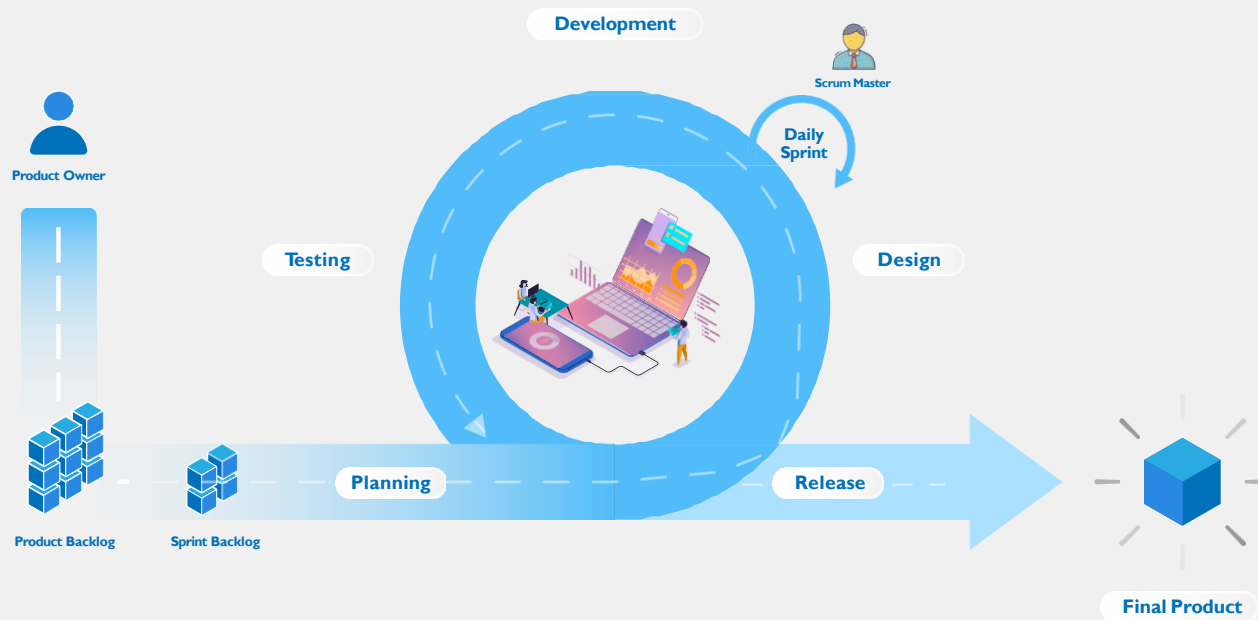 Development
Scrum Master
Daily
Sprint
Product Owner
Testing
Design
Planning
Release
Product Backlog
Sprint Backlog
Final Product